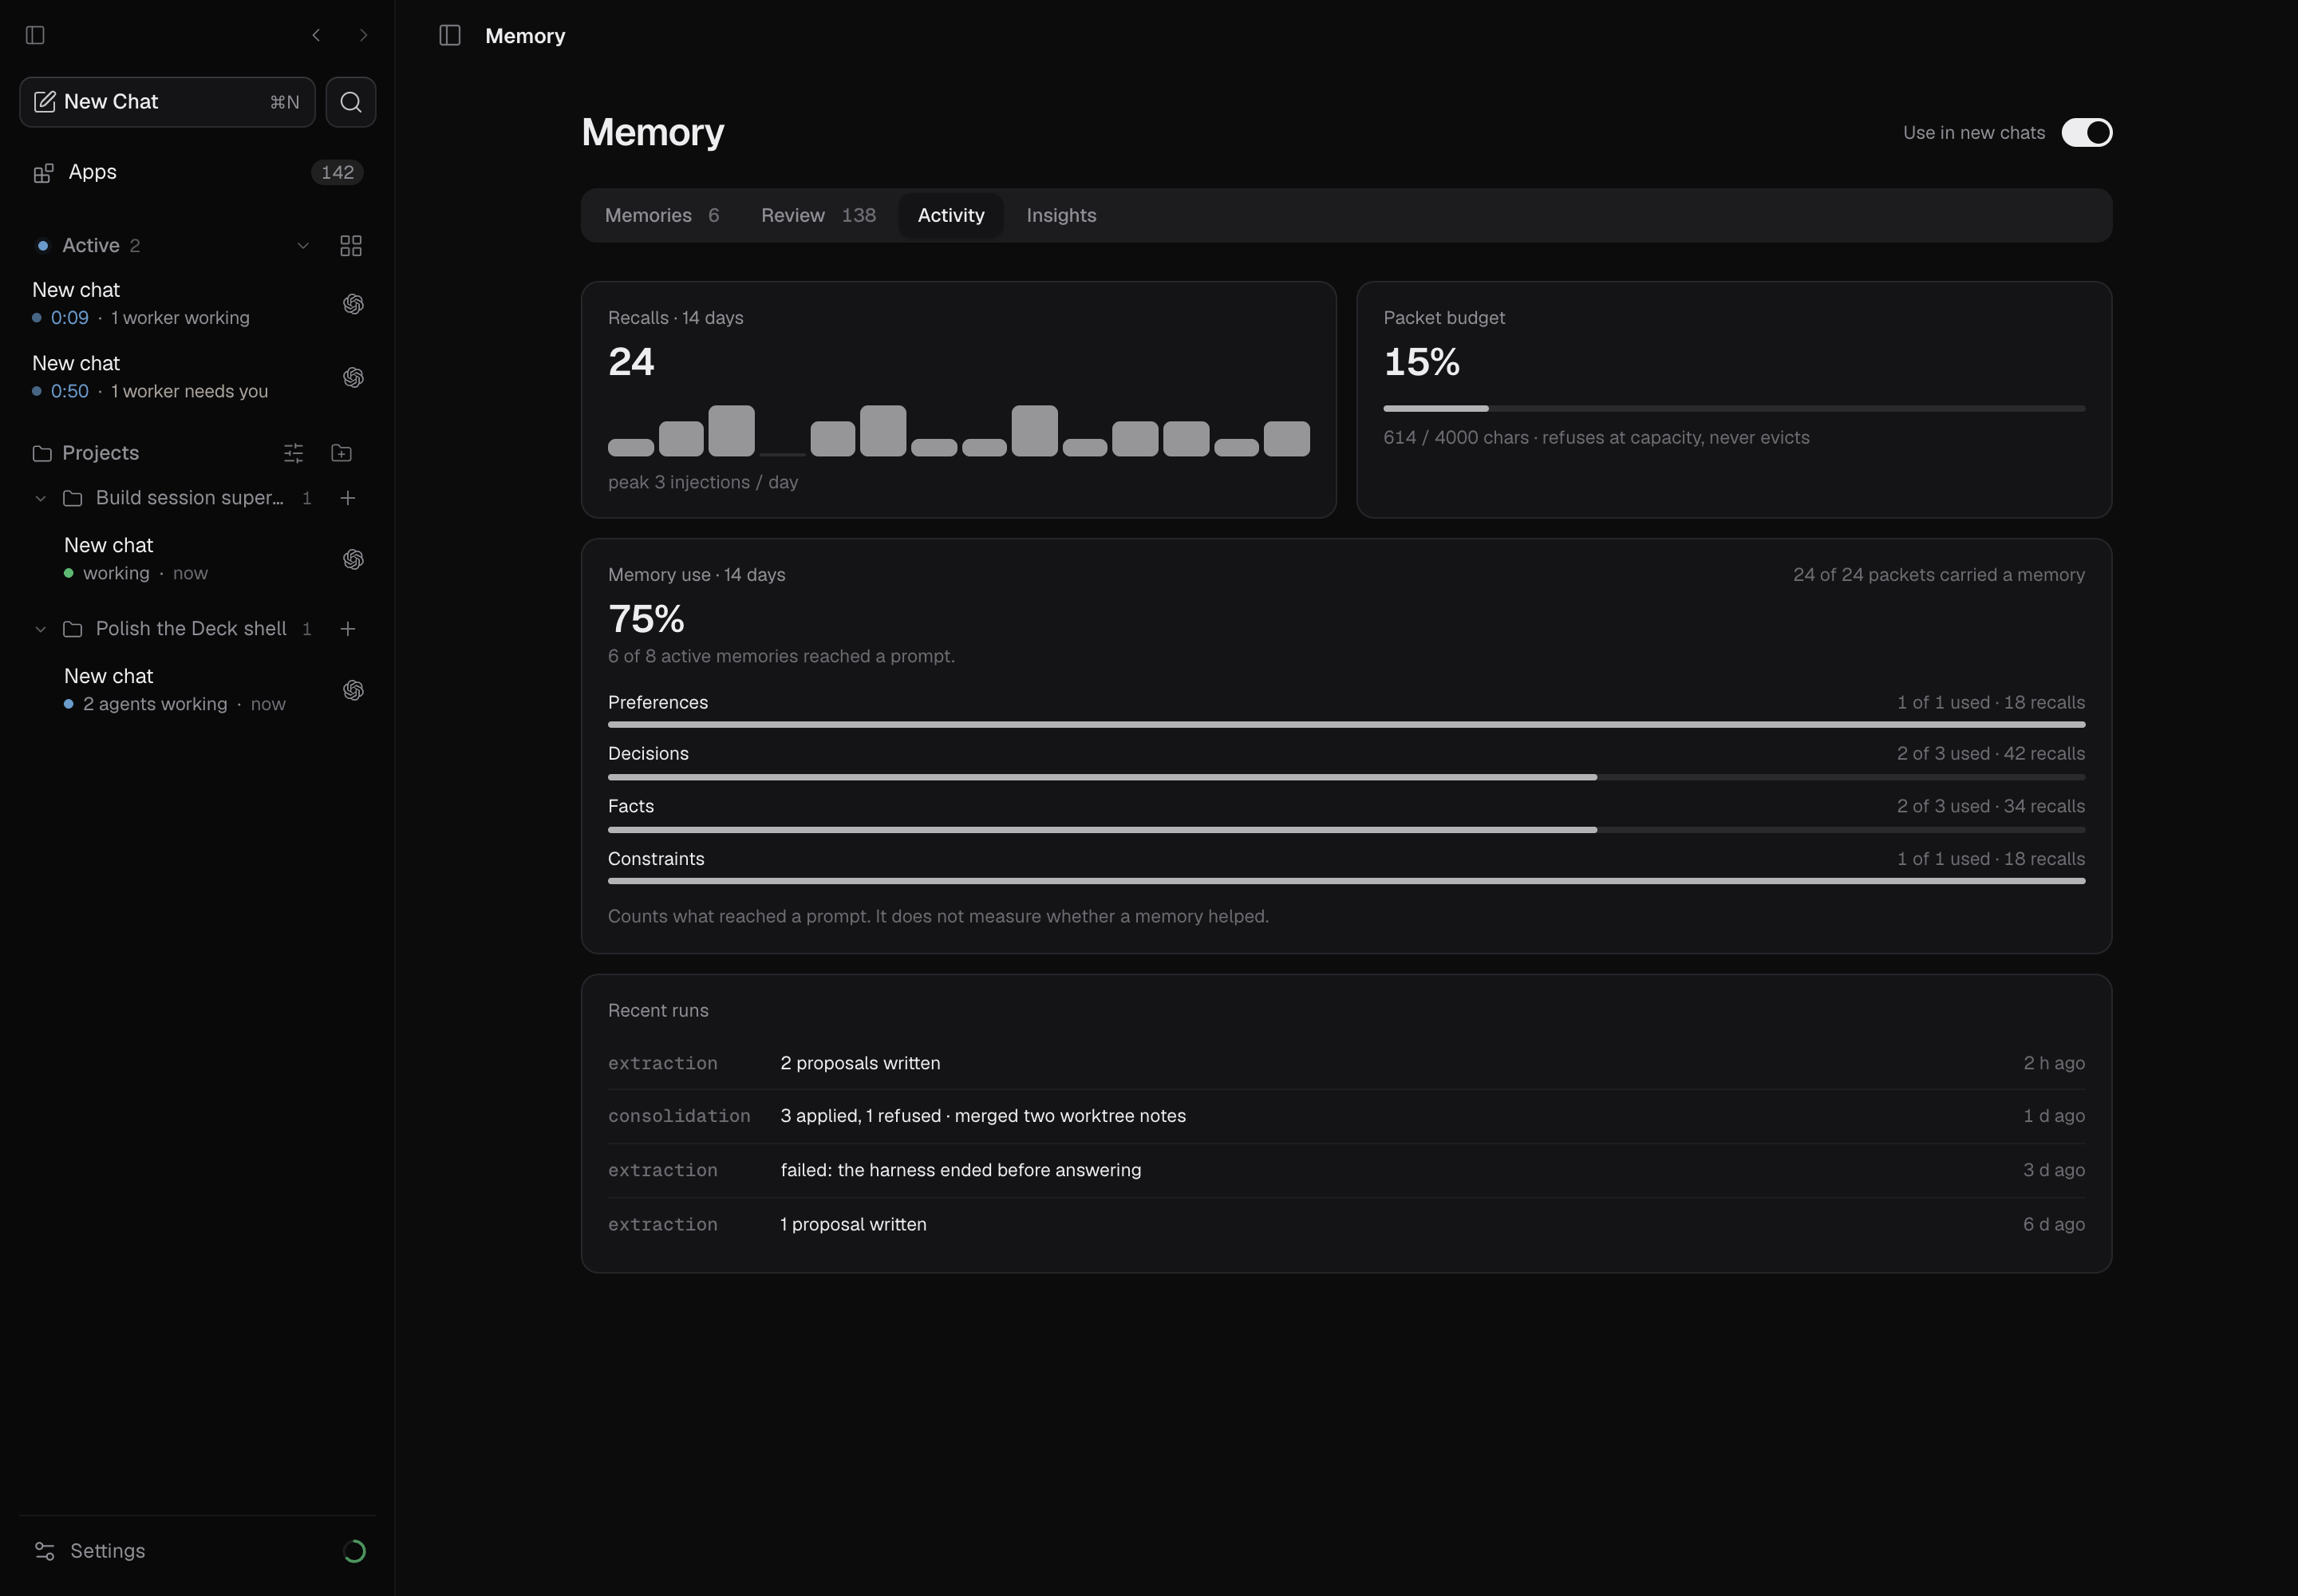 New Chat ⌘N
Apps 142
Active 2
New chat
0:09 · 1 worker working
New chat
0:50 · 1 worker needs you
Projects
Build session super... 1
New chat
working · now
Polish the Deck shell 1
New chat
2 agents working · now
Settings
Memory
Memory
Use in new chats
Memories 6 Review 138 Activity Insights
Recalls · 14 days
24
peak 3 injections / day
Packet budget
15%
614 / 4000 chars · refuses at capacity, never evicts
Memory use · 14 days 24 of 24 packets carried a memory
75%
6 of 8 active memories reached a prompt.
Preferences 1 of 1 used · 18 recalls
Decisions 2 of 3 used · 42 recalls
Facts 2 of 3 used · 34 recalls
Constraints 1 of 1 used · 18 recalls
Counts what reached a prompt. It does not measure whether a memory helped.
Recent runs
extraction 2 proposals written 2 h ago
consolidation 3 applied, 1 refused · merged two worktree notes 1 d ago
extraction failed: the harness ended before answering 3 d ago
extraction 1 proposal written 6 d ago